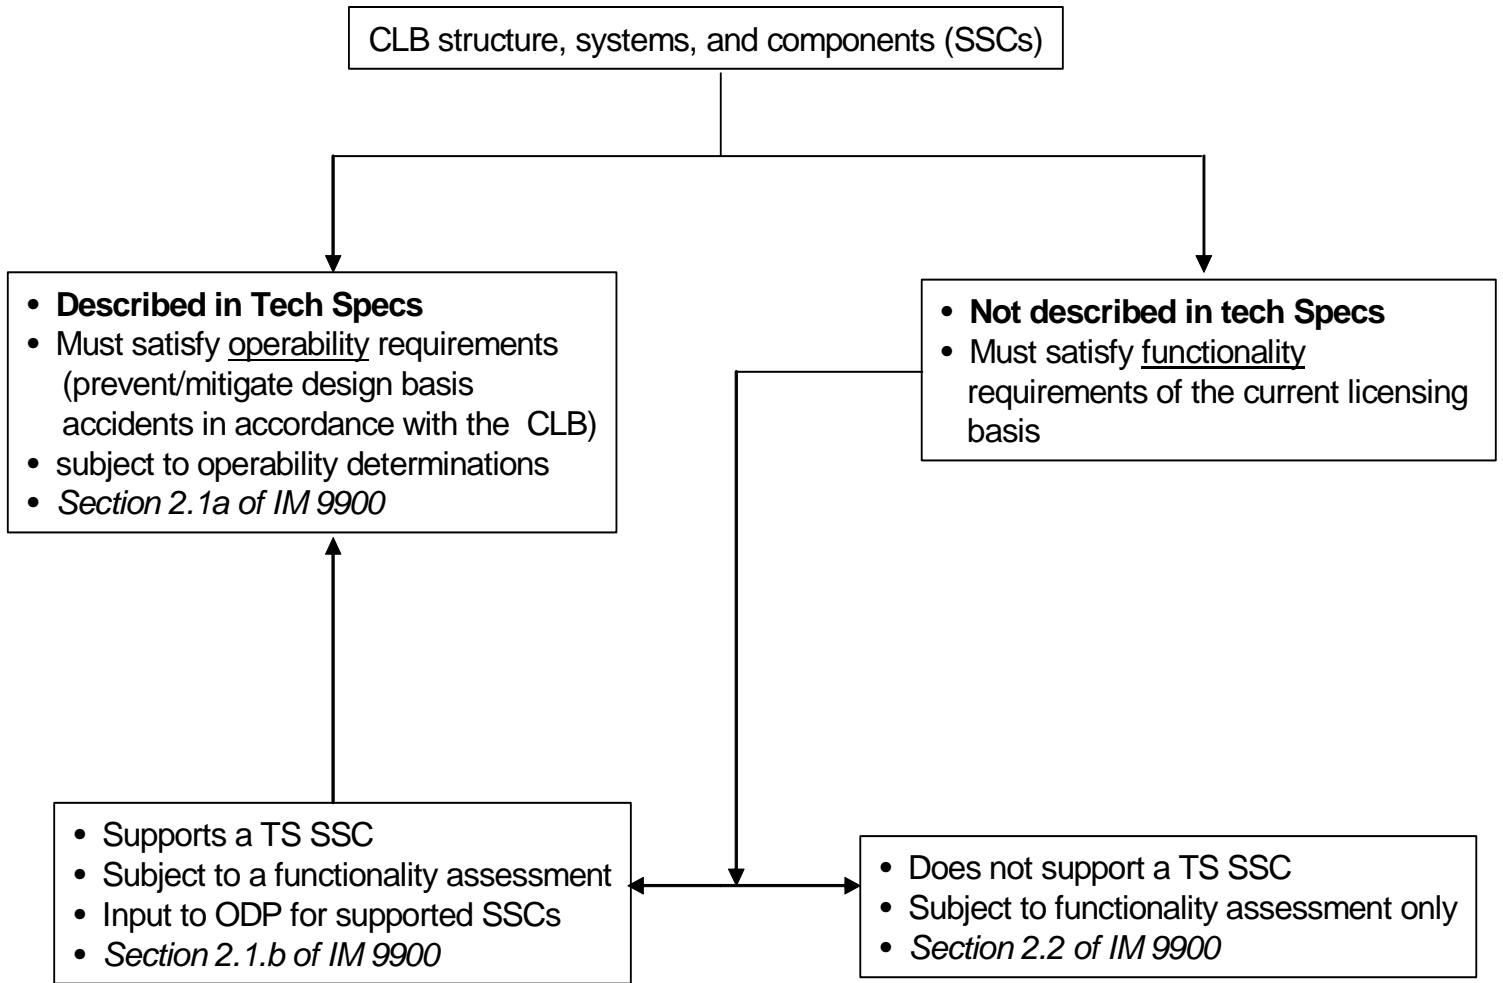 CLB structure, systems, and components (SSCs)
• Described in Tech Specs
• Must satisfy operability requirements
(prevent/mitigate design basis
accidents in accordance with the CLB)
• subject to operability determinations
• Section 2.1a of IM 9900
• Not described in tech Specs
• Must satisfy functionality
requirements of the current licensing
basis
• Supports a TS SSC
• Subject to a functionality assessment
• Input to ODP for supported SSCs
• Section 2.1.b of IM 9900
• Does not support a TS SSC
• Subject to functionality assessment only
• Section 2.2 of IM 9900